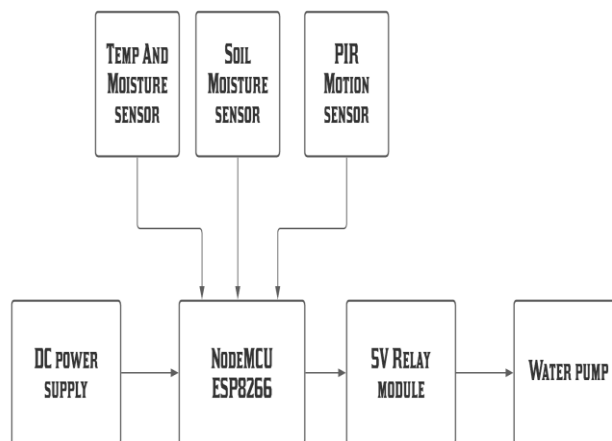 Temp And
Moisture
sensor
Soil
Moisture
sensor
PIR
Motion
sensor
DC power
supply
NodeMCU
ESP8266
5V Relay
module
Water pump